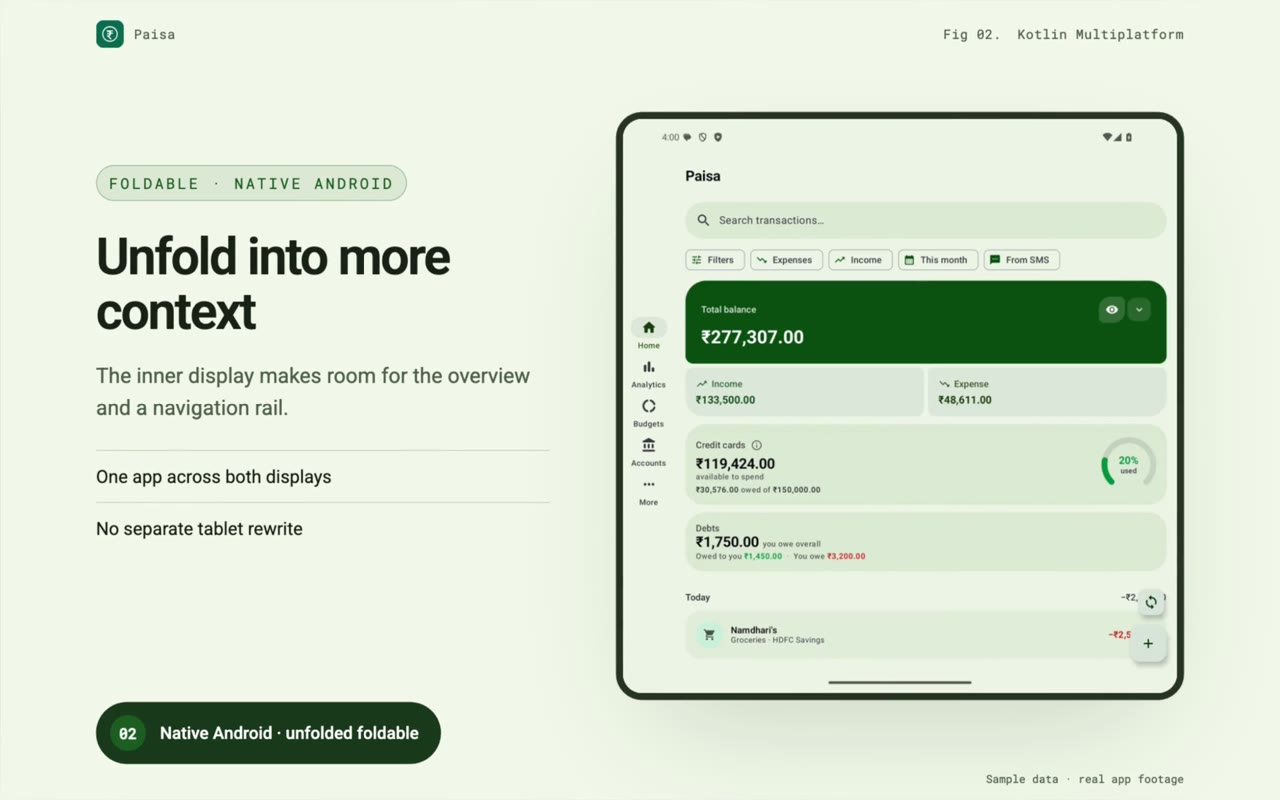 Paisa
Fig 02. Kotlin Multiplatform
FOLDABLE · NATIVE ANDROID
Unfold into more
context
The inner display makes room for the overview
and a navigation rail.
One app across both displays
No separate tablet rewrite
02 Native Android · unfolded foldable
4:00
Paisa
Search transactions…
Filters
Expenses
Income
This month
From SMS
Home
Analytics
Budgets
Accounts
More
Total balance
₹277,307.00
Income
₹133,500.00
Expense
₹48,611.00
Credit cards
₹119,424.00
available to spend
₹30,576.00 owed of ₹150,000.00
20%
used
Debts
₹1,750.00 you owe overall
Owed to you ₹1,450.00 · You owe ₹3,200.00
Today
−₹2,
Namdhari's
Groceries · HDFC Savings
−₹2,5
Sample data · real app footage